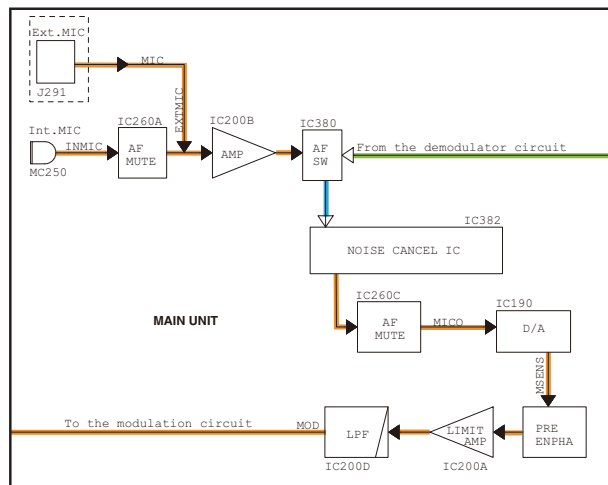 Ext.MIC
J291
MIC
EXTMIC
Int.MIC
INMIC
MC250
IC260A
AF
MUTE
IC200B
AMP
IC380
AF
SW
From the demodulator circuit
IC382
NOISE CANCEL IC
IC260C
AF
MUTE
MICO
IC190
D/A
MAIN UNIT
MSENS
To the modulation circuit
MOD
LPF
IC200D
LIMIT
AMP
IC200A
PRE
ENPHA